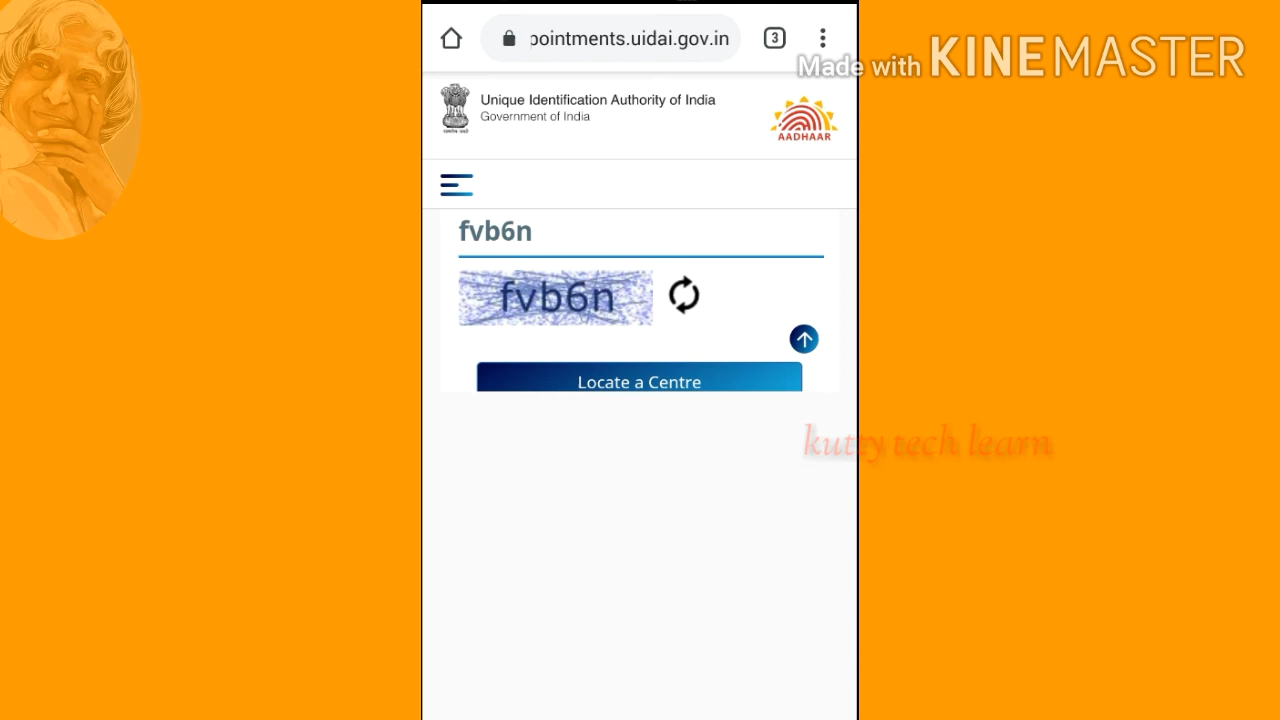 pointments.uidai.gov.in
3
Made with KINEMASTER
Unique Identification Authority of India
Government of India
AADHAAR
fvb6n
fvb6n
Locate a Centre
kutty tech learn